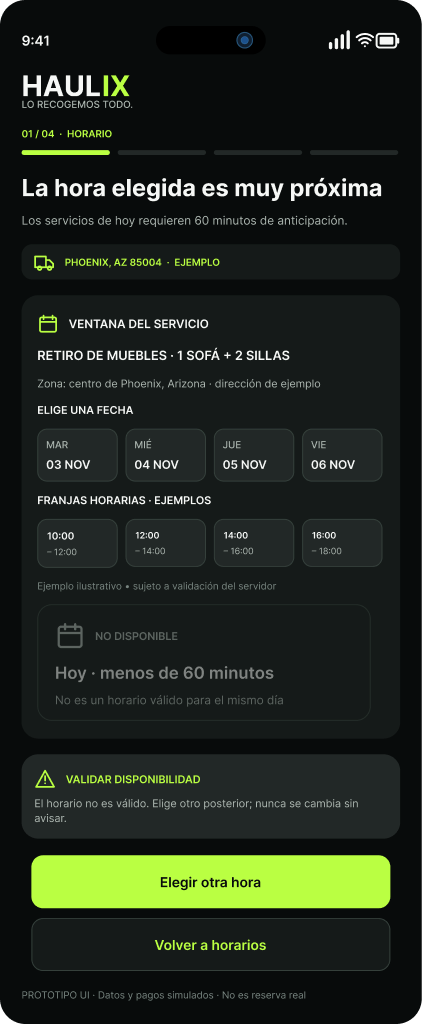 9:41
HAULIX
LO RECOGEMOS TODO.
01 / 04 · HORARIO
La hora elegida es muy próxima
Los servicios de hoy requieren 60 minutos de anticipación.
PHOENIX, AZ 85004 · EJEMPLO
VENTANA DEL SERVICIO
RETIRO DE MUEBLES · 1 SOFÁ + 2 SILLAS
Zona: centro de Phoenix, Arizona · dirección de ejemplo
ELIGE UNA FECHA
MAR MIÉ JUE VIE
03 NOV 04 NOV 05 NOV 06 NOV
FRANJAS HORARIAS · EJEMPLOS
10:00 12:00 14:00 16:00
– 12:00 – 14:00 – 16:00 – 18:00
Ejemplo ilustrativo • sujeto a validación del servidor
NO DISPONIBLE
Hoy · menos de 60 minutos
No es un horario válido para el mismo día
VALIDAR DISPONIBILIDAD
El horario no es válido. Elige otro posterior; nunca se cambia sin
avisar.
Elegir otra hora
Volver a horarios
PROTOTIPO UI · Datos y pagos simulados · No es reserva real